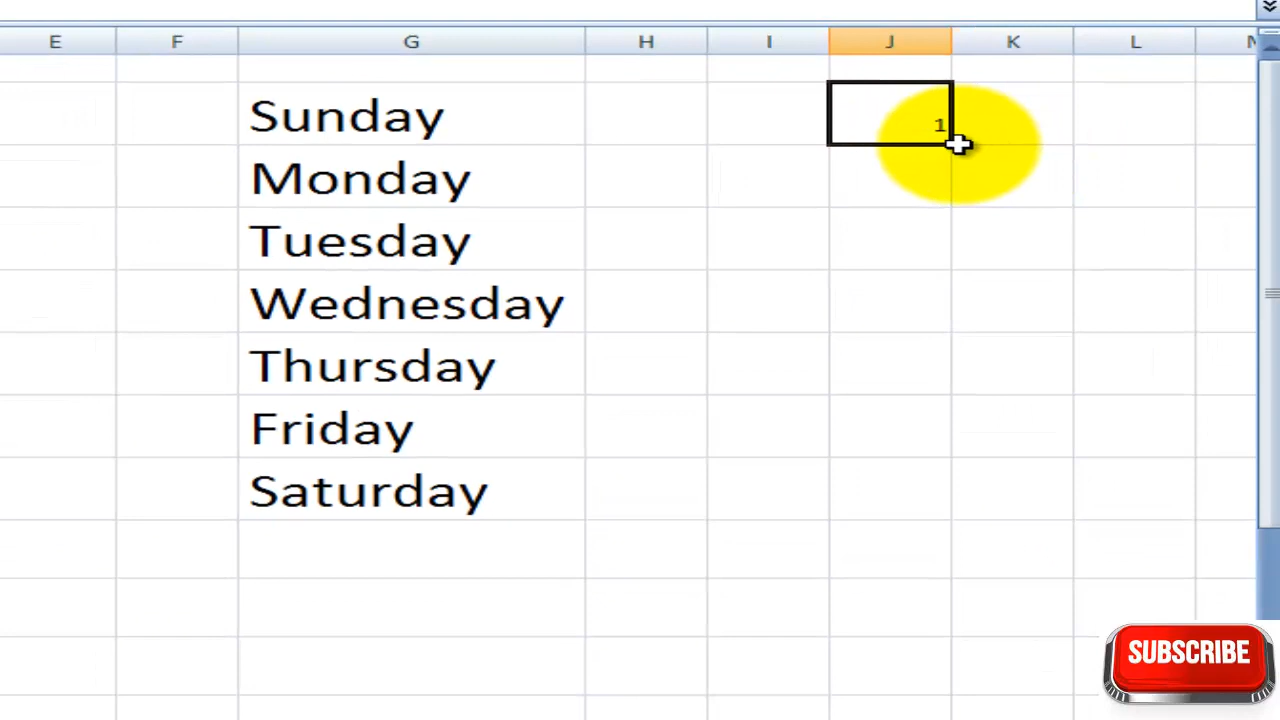 E F G H I J K L M
Sunday 1
Monday
Tuesday
Wednesday
Thursday
Friday
Saturday
SUBSCRIBE